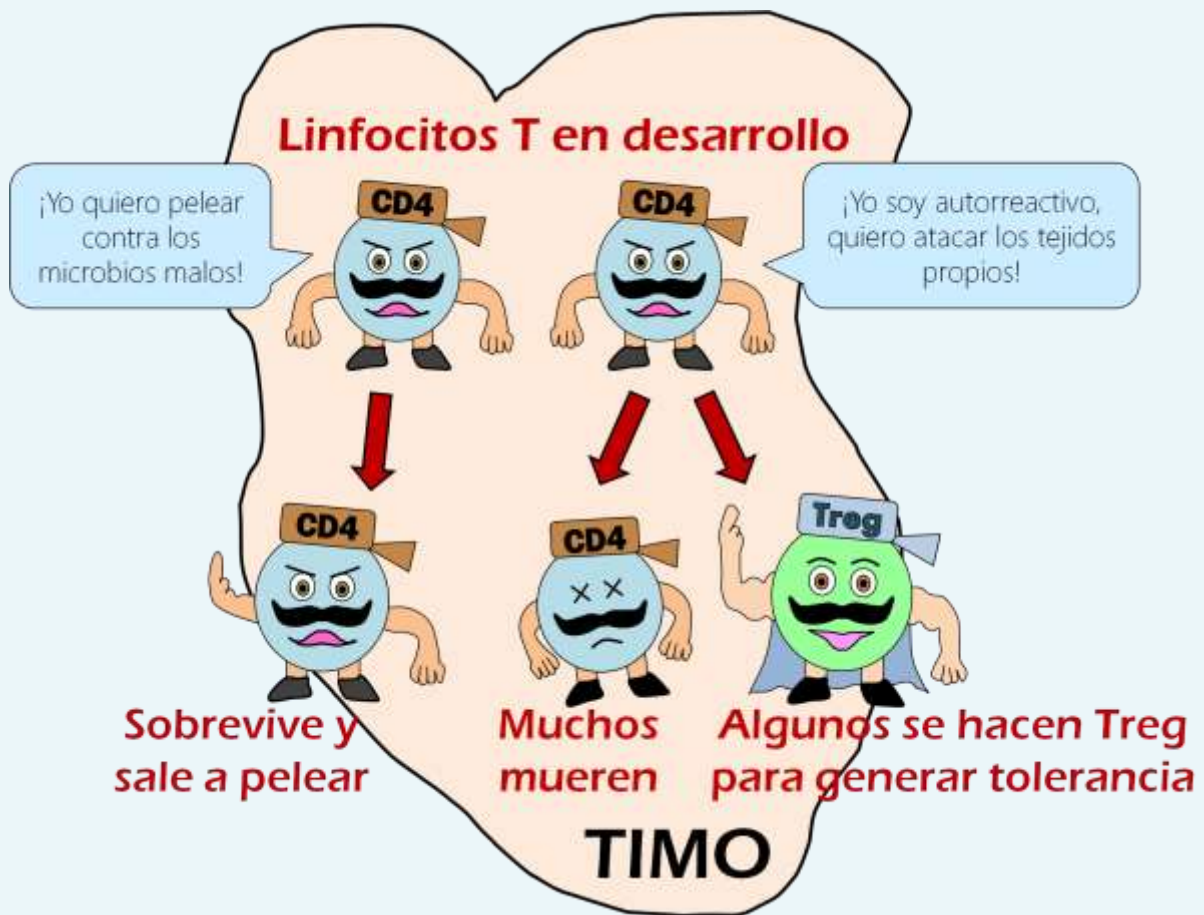 Linfocitos T en desarrollo
¡Yo quiero pelear
contra los
microbios malos!
CD4
CD4
¡Yo soy autorreactivo,
quiero atacar los tejidos
propios!
CD4
CD4
Treg
Sobrevive y
sale a pelear
Muchos
mueren
Algunos se hacen Treg
para generar tolerancia
TIMO